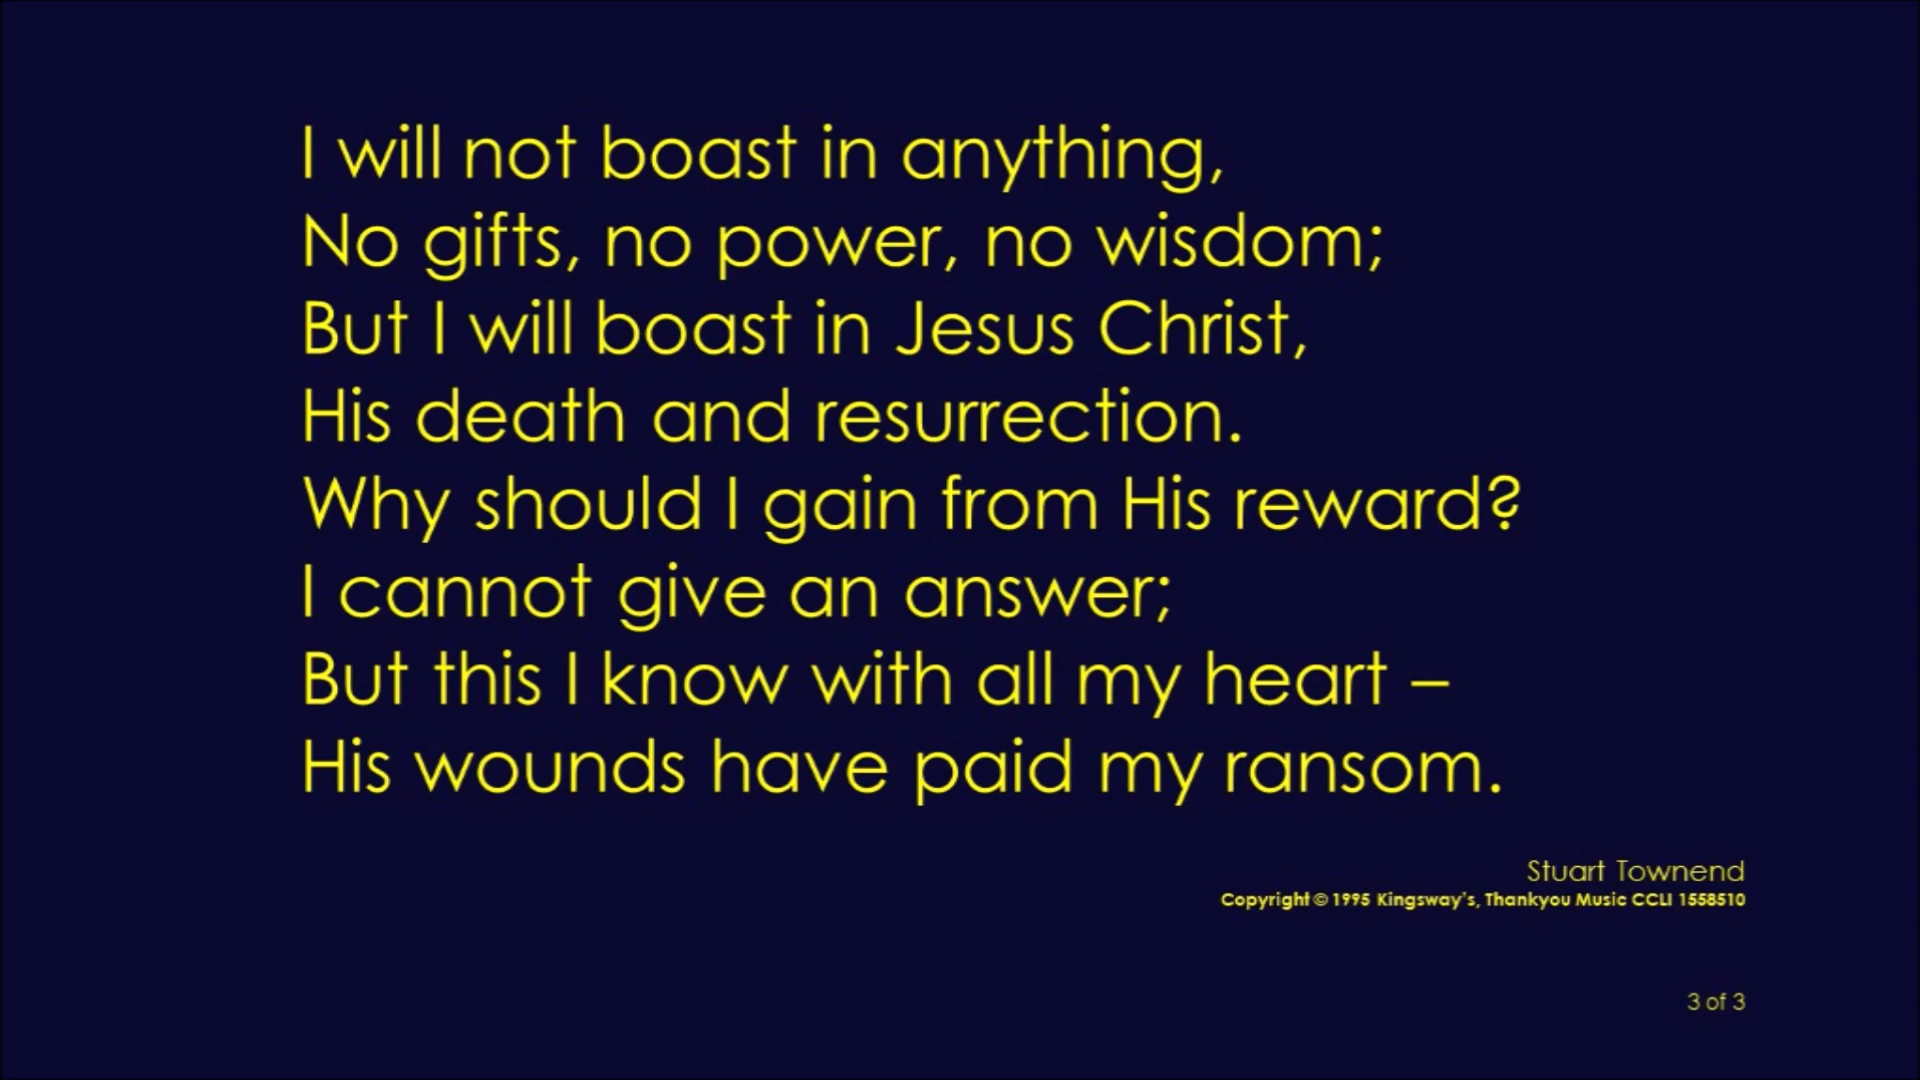 I will not boast in anything,
No gifts, no power, no wisdom;
But I will boast in Jesus Christ,
His death and resurrection.
Why should I gain from His reward?
I cannot give an answer;
But this I know with all my heart –
His wounds have paid my ransom.
Stuart Townend
Copyright © 1995 Kingsway's, Thankyou Music CCLI 1558510
3 of 3